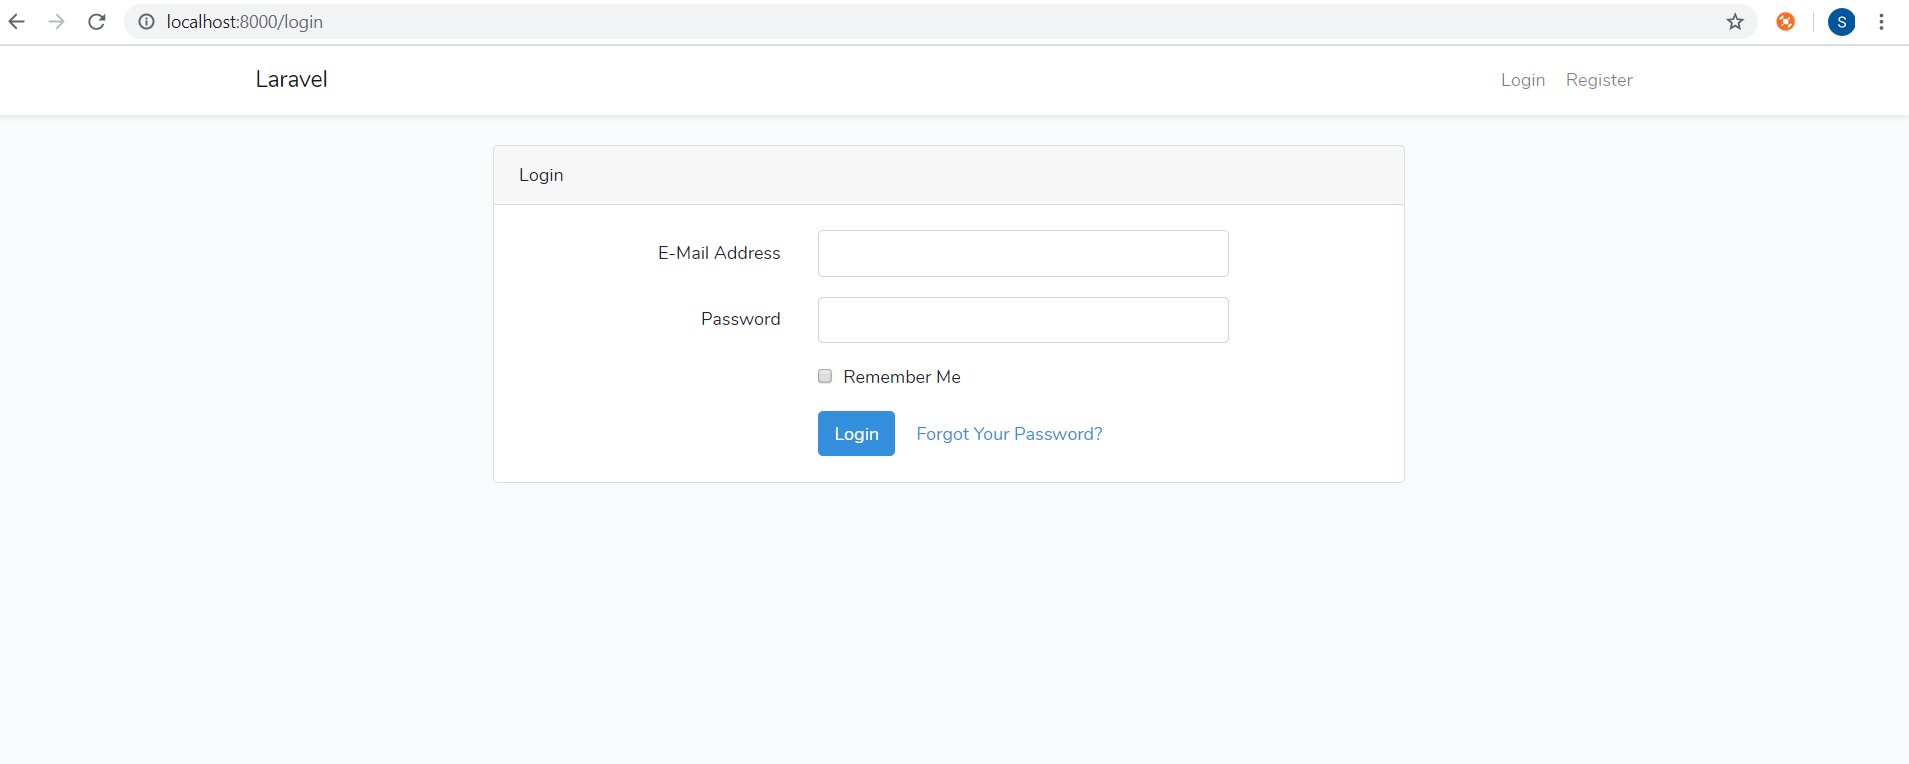 localhost:8000/login
S
Laravel
Login Register
Login
E-Mail Address
Password
Remember Me
Login Forgot Your Password?